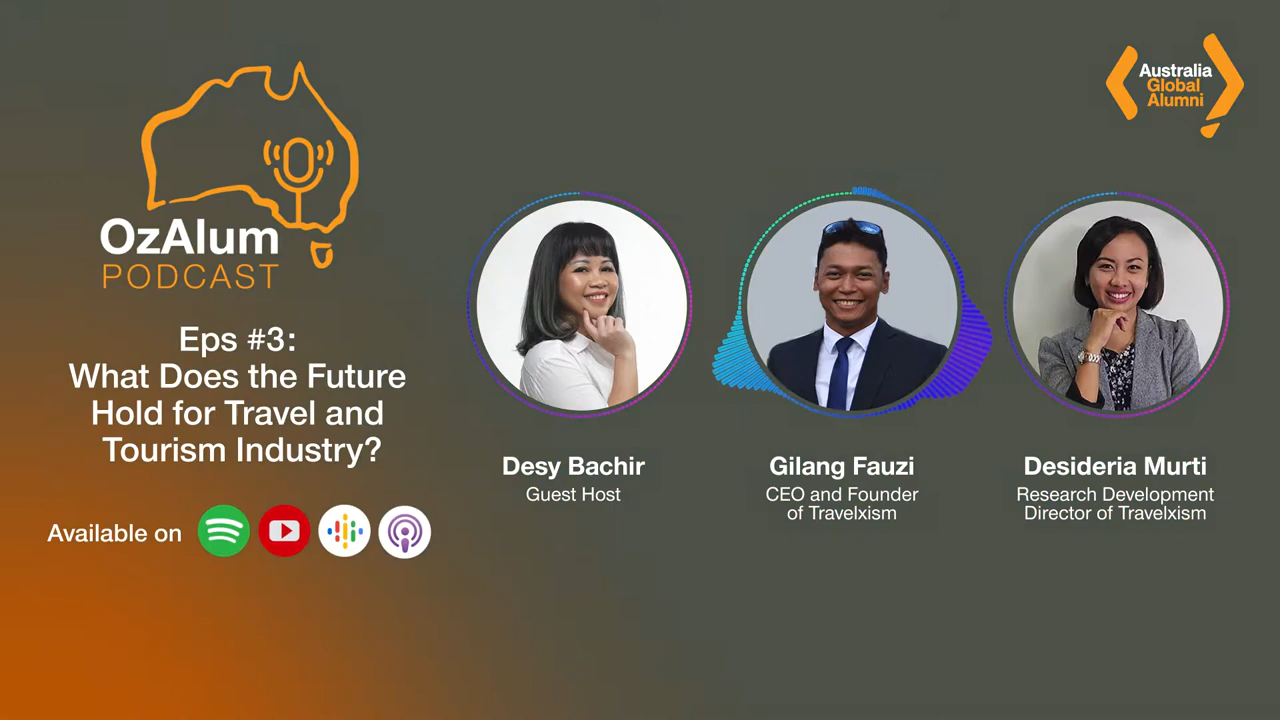 OzAlum
PODCAST
Eps #3:
What Does the Future
Hold for Travel and
Tourism Industry?
Available on
Australia
Global
Alumni
Desy Bachir
Guest Host
Gilang Fauzi
CEO and Founder
of Travelxism
Desideria Murti
Research Development
Director of Travelxism